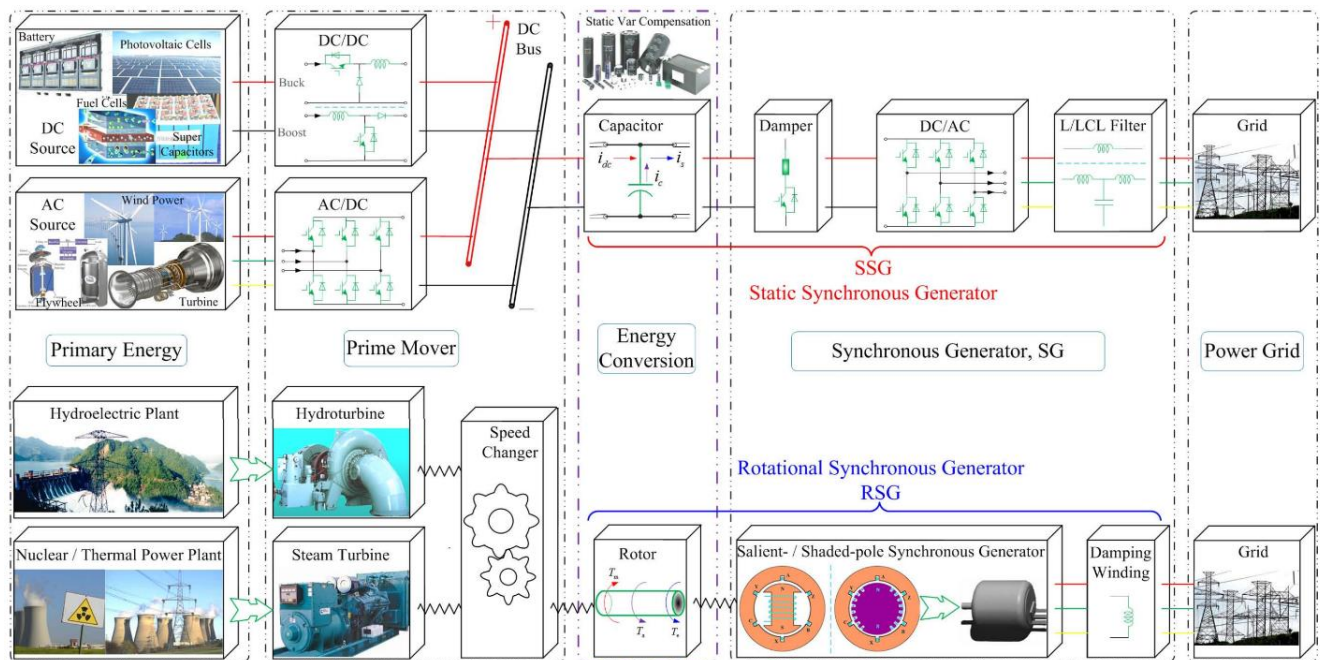 Battery
Photovoltaic Cells
Fuel Cells
DC
Source
Super
Capacitors
DC/DC
Buck
Boost
+
DC
Bus
Static Var Compensation
Capacitor
i_dc
i_s
i_c
Damper
DC/AC
L/LCL Filter
Grid
AC
Source
Wind Power
Flywheel
Turbine
AC/DC
SSG
Static Synchronous Generator
Primary Energy
Prime Mover
Energy
Conversion
Synchronous Generator, SG
Power Grid
Hydroelectric Plant
Hydroturbine
Speed
Changer
Rotational Synchronous Generator
RSG
Nuclear / Thermal Power Plant
Steam Turbine
Rotor
T_m
Salient- / Shaded-pole Synchronous Generator
Damping
Winding
Grid